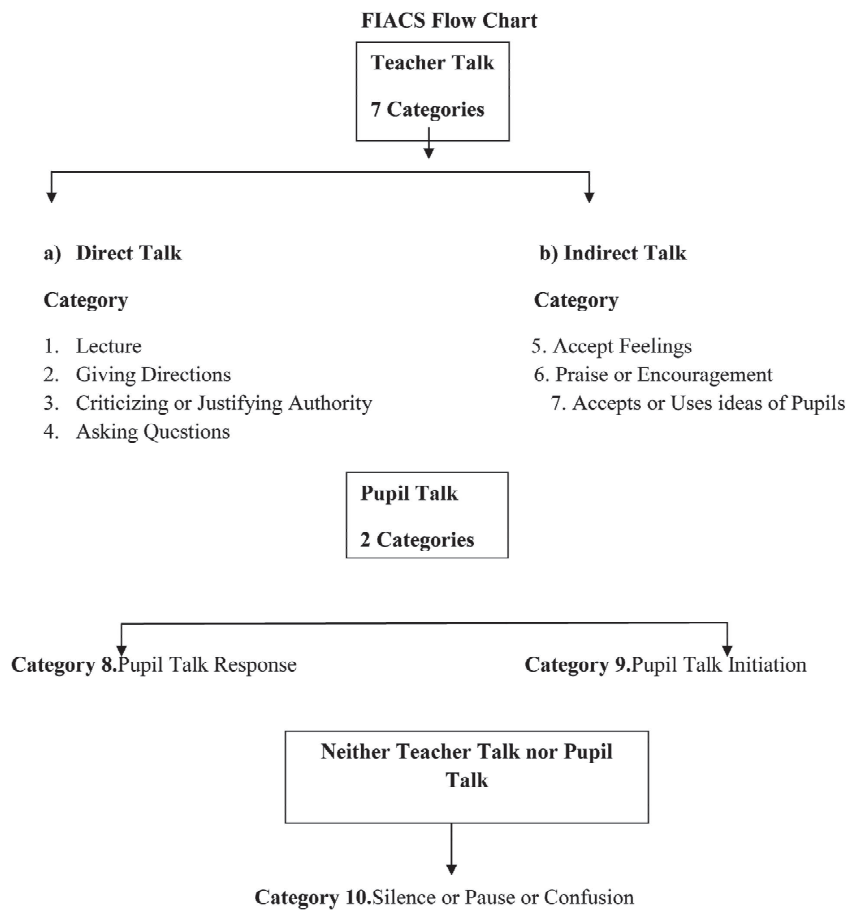 FIACS Flow Chart
Teacher Talk
7 Categories
a) Direct Talk
Category
1. Lecture
2. Giving Directions
3. Criticizing or Justifying Authority
4. Asking Questions
b) Indirect Talk
Category
5. Accept Feelings
6. Praise or Encouragement
7. Accepts or Uses ideas of Pupils
Pupil Talk
2 Categories
Category 8.Pupil Talk Response
Category 9.Pupil Talk Initiation
Neither Teacher Talk nor Pupil
Talk
Category 10.Silence or Pause or Confusion